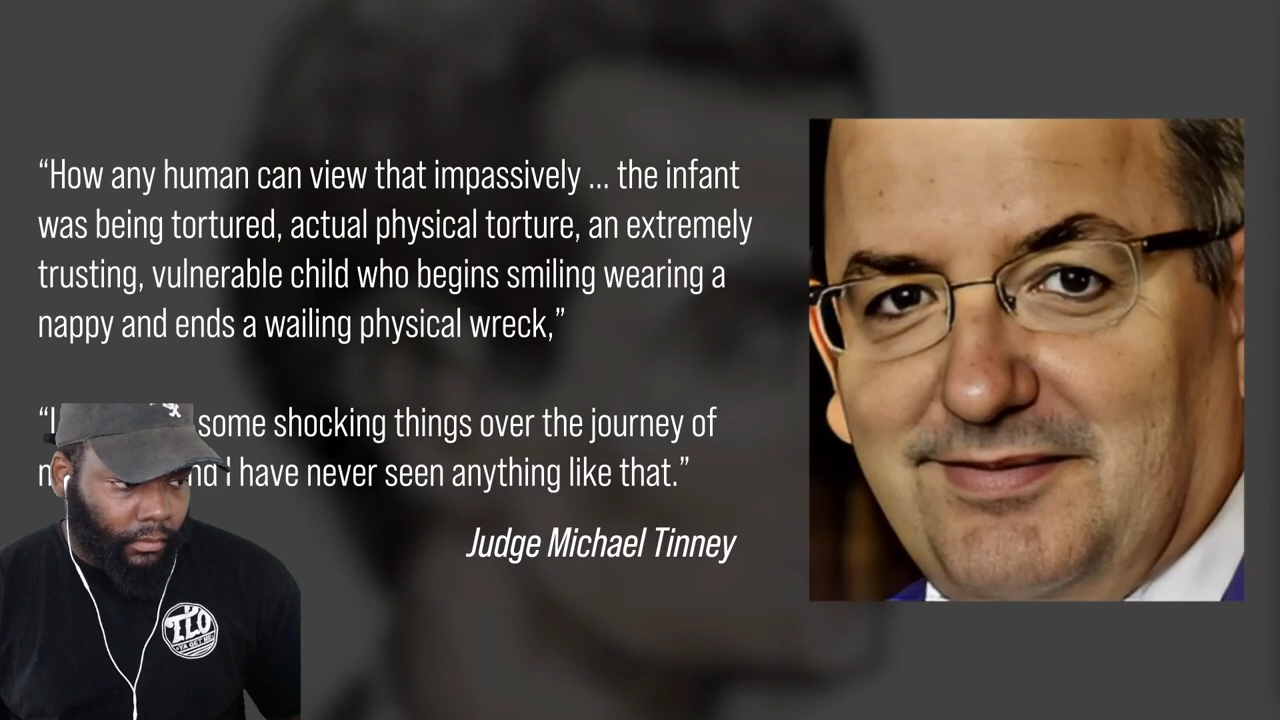 “How any human can view that impassively ... the infant
was being tortured, actual physical torture, an extremely
trusting, vulnerable child who begins smiling wearing a
nappy and ends a wailing physical wreck,”
“I some shocking things over the journey of
I have never seen anything like that.”
Judge Michael Tinney
TLO